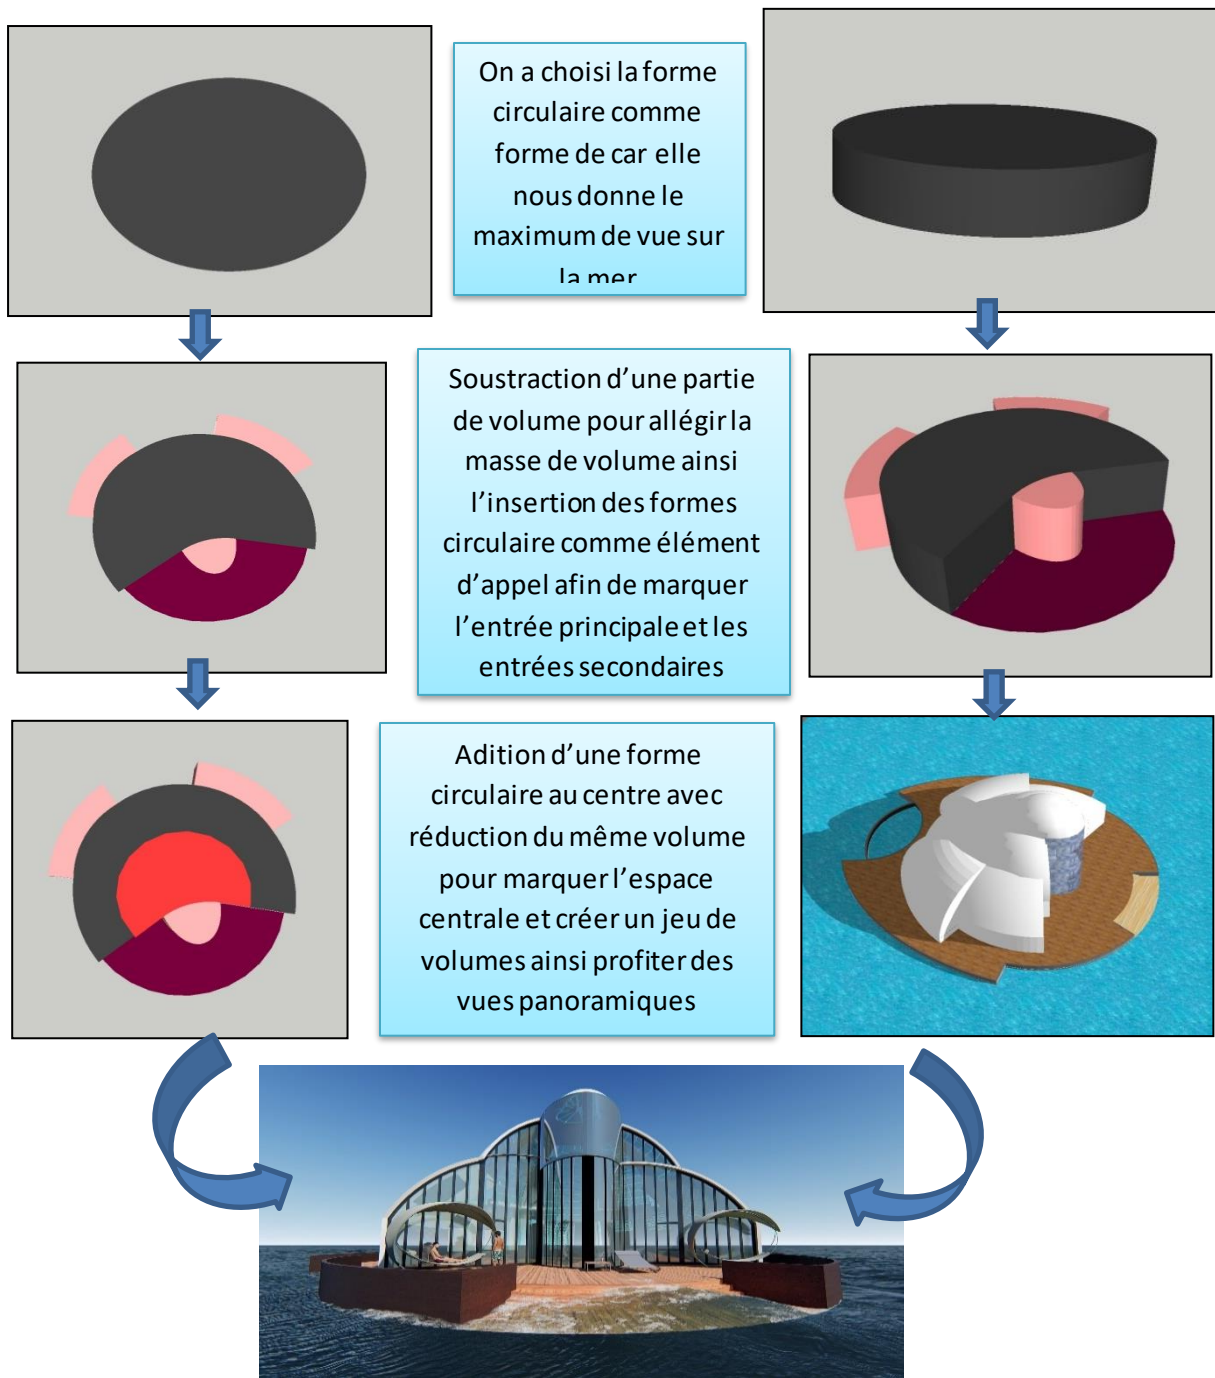 On a choisi la forme
circulaire comme
forme de car elle
nous donne le
maximum de vue sur
la mer
Soustraction d’une partie
de volume pour allégir la
masse de volume ainsi
l’insertion des formes
circulaire comme élément
d’appel afin de marquer
l’entrée principale et les
entrées secondaires
Adition d’une forme
circulaire au centre avec
réduction du même volume
pour marquer l’espace
centrale et créer un jeu de
volumes ainsi profiter des
vues panoramiques